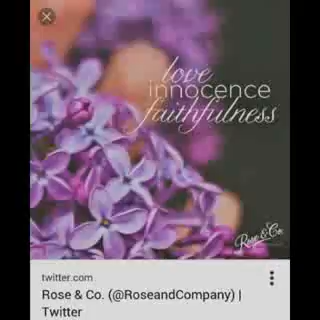 love
innocence
faithfulness
Rose & Co.
twitter.com
Rose & Co. (@RoseandCompany) |
Twitter